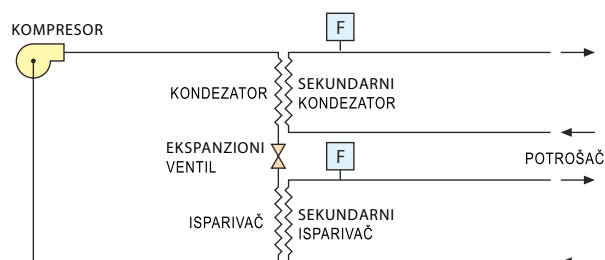 F
KOMPRESOR
KONDEZATOR
SEKUNDARNI
KONDEZATOR
EKSPANZIONI
VENTIL
F
POTROŠAČ
ISPARIVAČ
SEKUNDARNI
ISPARIVAČ